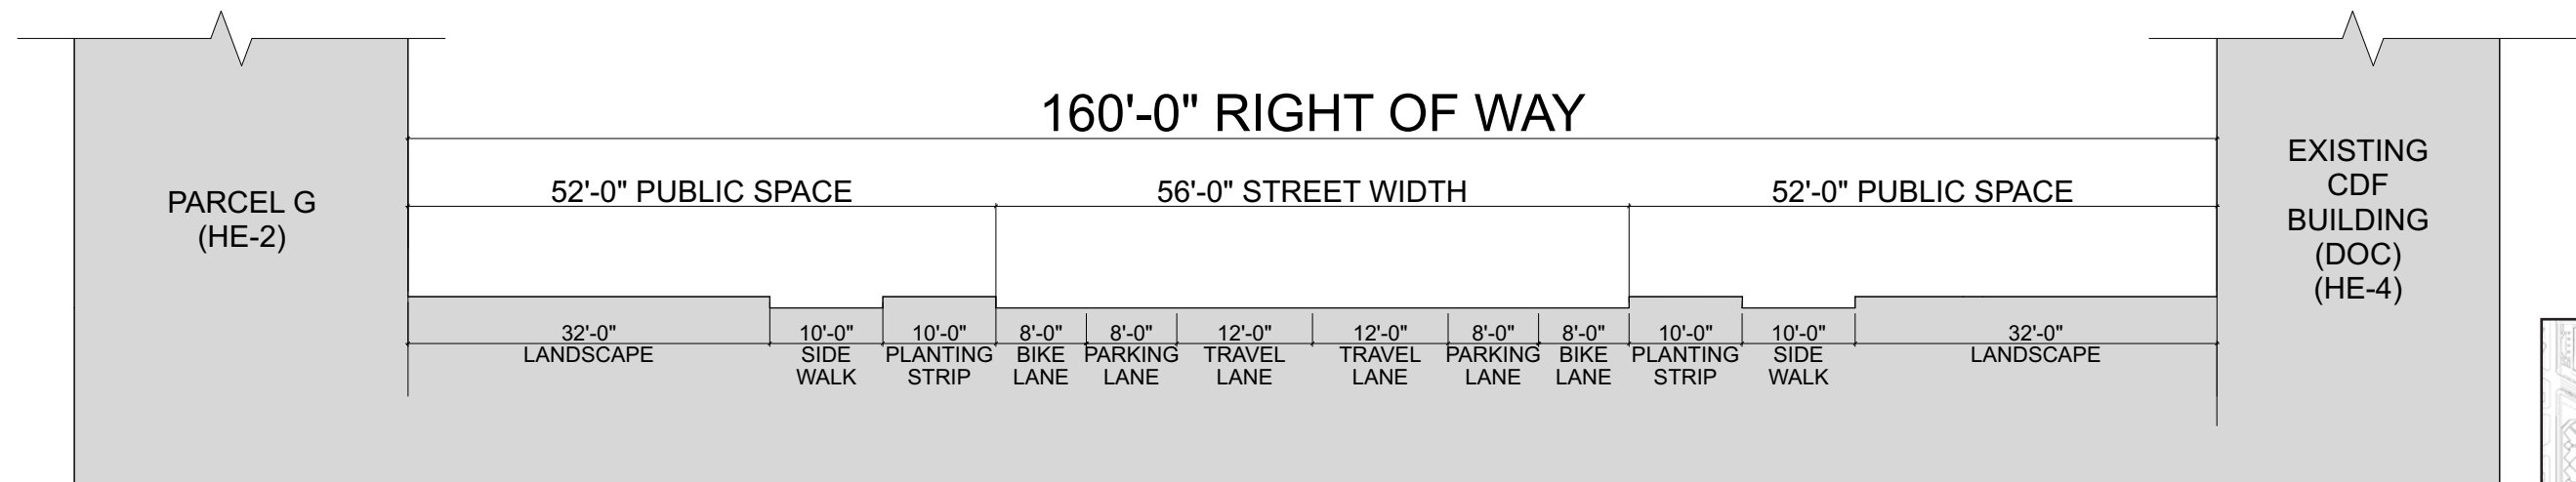 160'-0" RIGHT OF WAY
52'-0" PUBLIC SPACE
56'-0" STREET WIDTH
52'-0" PUBLIC SPACE
PARCEL G
(HE-2)
EXISTING
CDF
BUILDING
(DOC)
(HE-4)
32'-0"
LANDSCAPE
10'-0"
SIDE
WALK
10'-0"
PLANTING
STRIP
8'-0"
BIKE
LANE
8'-0"
PARKING
LANE
12'-0"
TRAVEL
LANE
12'-0"
TRAVEL
LANE
8'-0"
PARKING
LANE
8'-0"
BIKE
LANE
10'-0"
PLANTING
STRIP
10'-0"
SIDE
WALK
32'-0"
LANDSCAPE